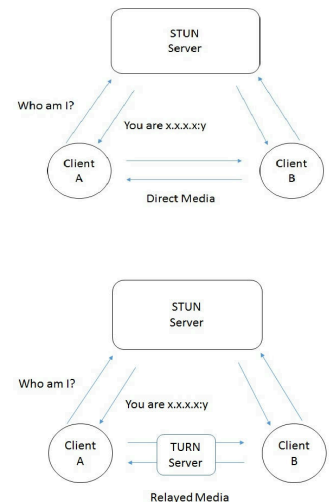 STUN
Server
Who am I?
You are x.x.x.x:y
Client
A
Client
B
Direct Media
STUN
Server
Who am I?
You are x.x.x.x:y
Client
A
TURN
Server
Client
B
Relayed Media